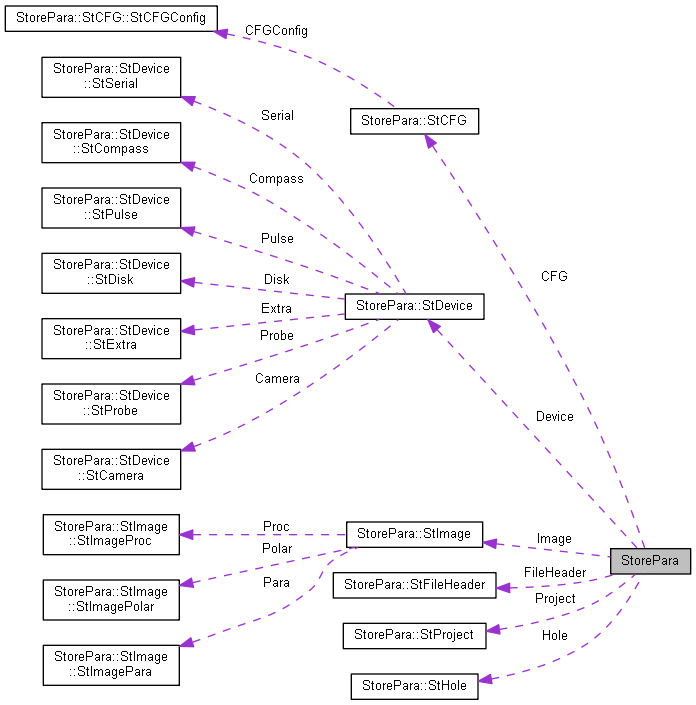 StorePara::StCFG::StCFGConfig
CFGConfig
StorePara::StDevice
::StSerial
Serial
StorePara::StCFG
StorePara::StDevice
::StCompass
Compass
StorePara::StDevice
::StPulse
Pulse
StorePara::StDevice
::StDisk
Disk
CFG
StorePara::StDevice
Extra
StorePara::StDevice
::StExtra
Probe
StorePara::StDevice
::StProbe
Camera
Device
StorePara::StDevice
::StCamera
StorePara::StImage
::StImageProc
Proc
StorePara::StImage
Image
Polar
StorePara
StorePara::StImage
::StImagePolar
Para
StorePara::StFileHeader
FileHeader
Project
StorePara::StProject
Hole
StorePara::StImage
::StImagePara
StorePara::StHole